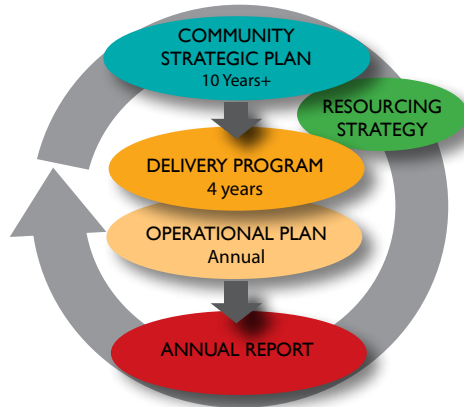 COMMUNITY
STRATEGIC PLAN
10 Years+
RESOURCING
STRATEGY
DELIVERY PROGRAM
4 years
OPERATIONAL PLAN
Annual
ANNUAL REPORT